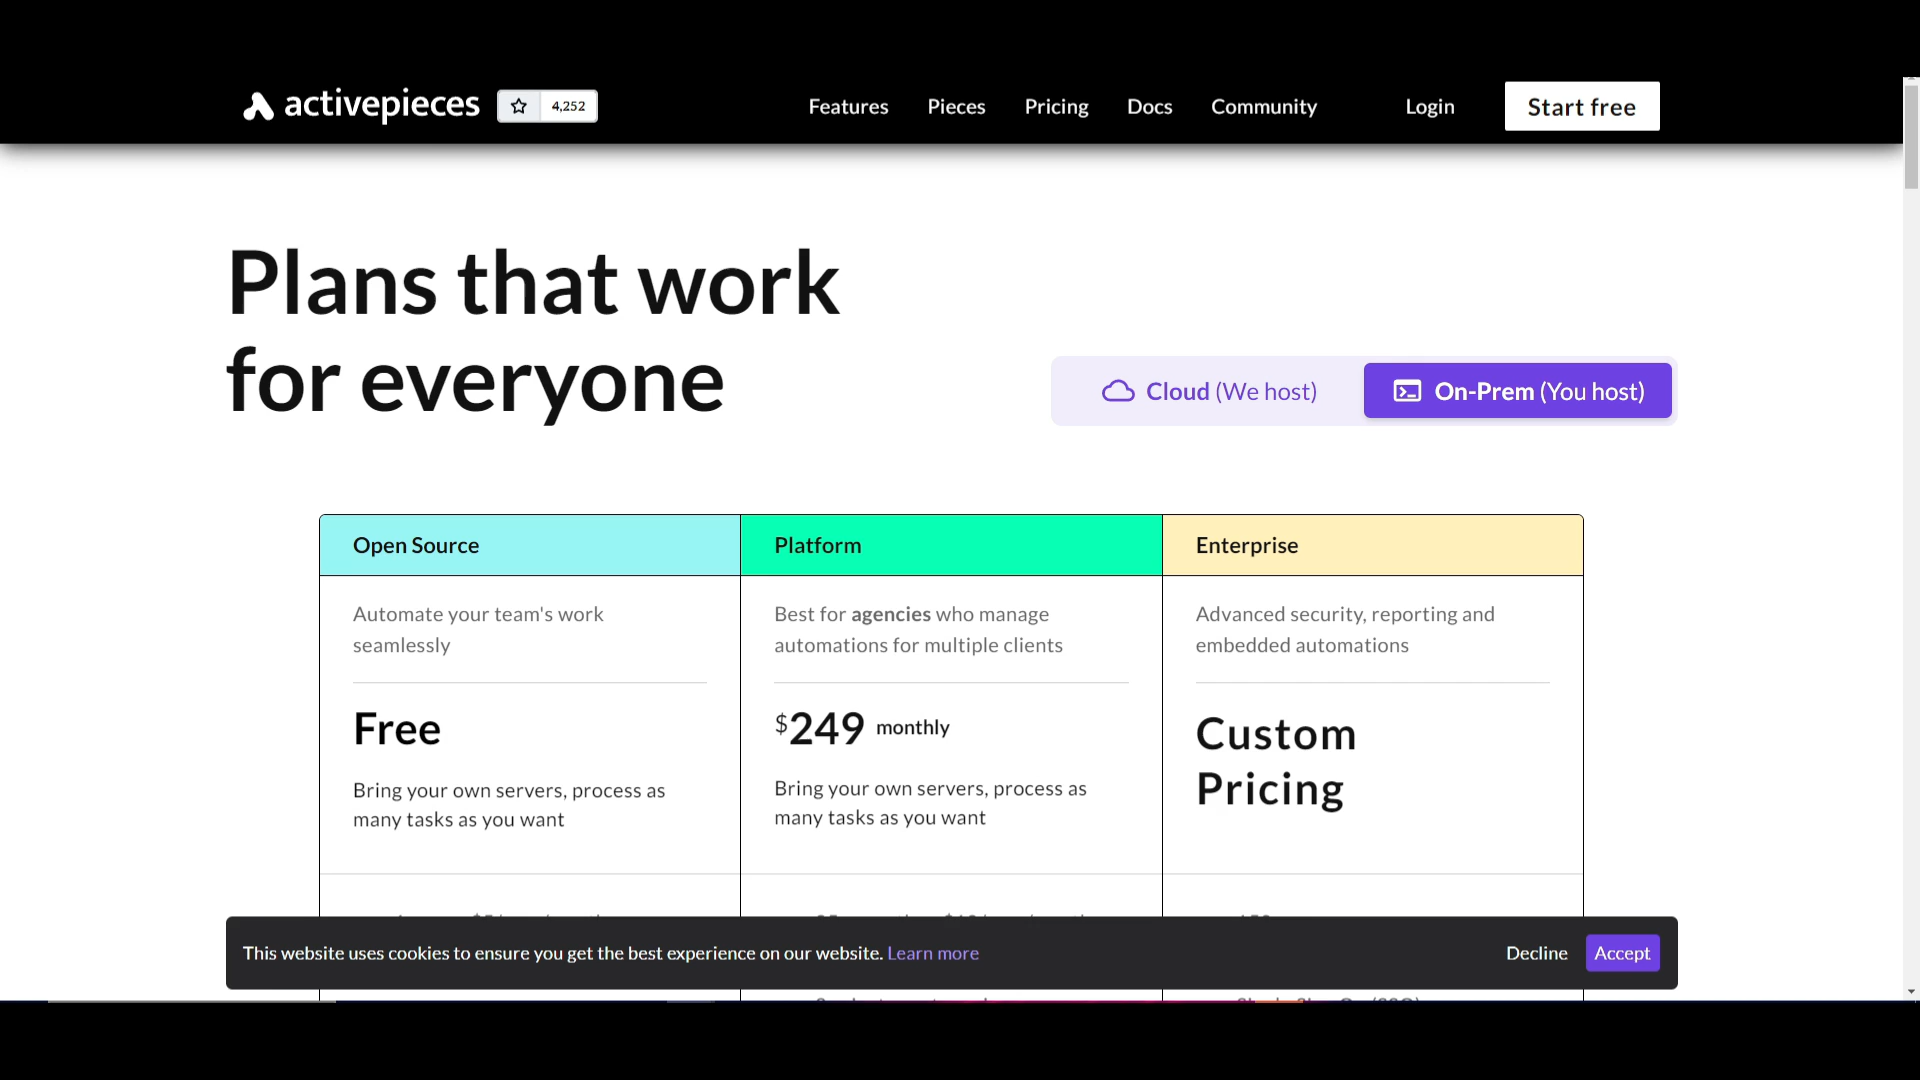 activepieces 4,252 Features Pieces Pricing Docs Community Login Start free
Plans that work
for everyone
Cloud (We host) On-Prem (You host)
Open Source Platform Enterprise
Automate your team's work
seamlessly
Best for agencies who manage
automations for multiple clients
Advanced security, reporting and
embedded automations
Free
Bring your own servers, process as
many tasks as you want
$249 monthly
Bring your own servers, process as
many tasks as you want
Custom
Pricing
This website uses cookies to ensure you get the best experience on our website. Learn more Decline Accept